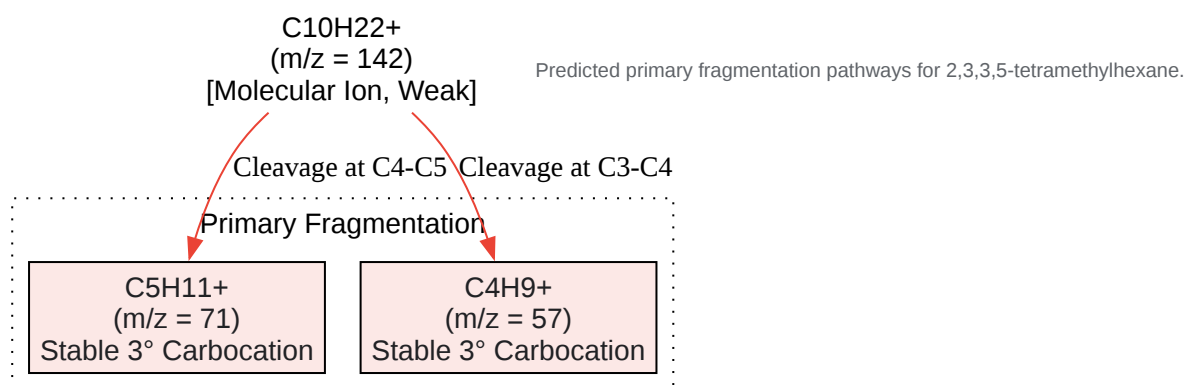 C10H22+
(m/z = 142)
[Molecular Ion, Weak]
Predicted primary fragmentation pathways for 2,3,3,5-tetramethylhexane.
Cleavage at C4-C5
Cleavage at C3-C4
Primary Fragmentation
C5H11+
(m/z = 71)
Stable 3° Carbocation
C4H9+
(m/z = 57)
Stable 3° Carbocation